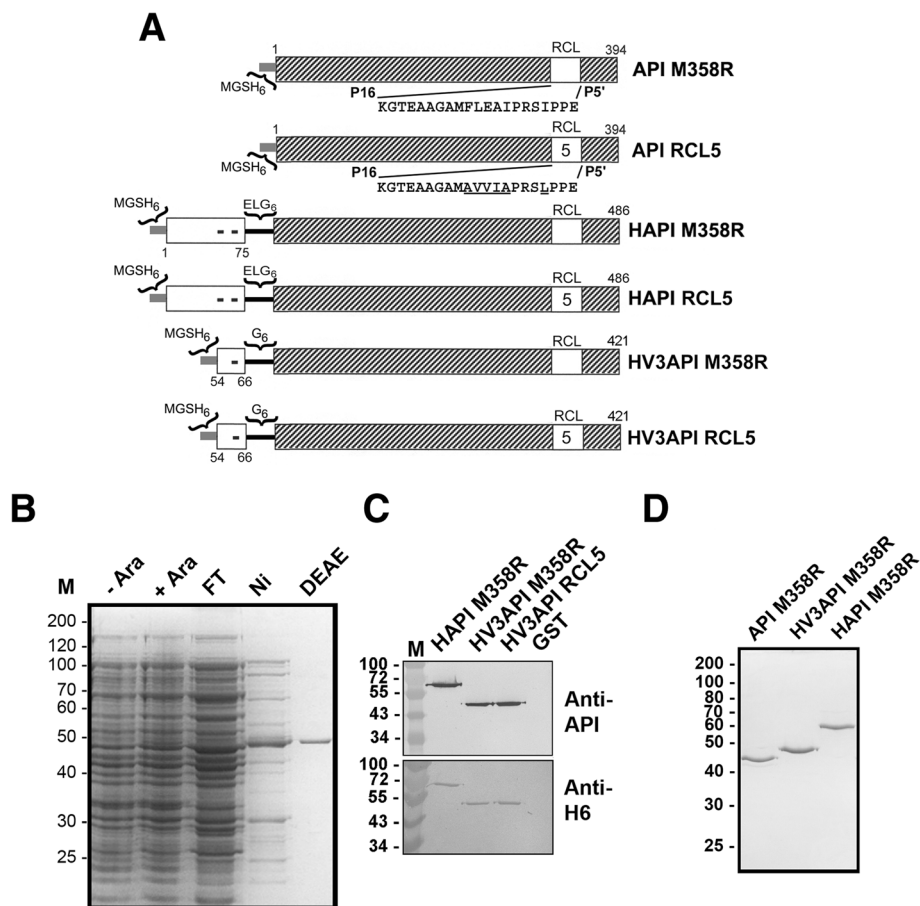 A
1 RCL 394
API M358R
MGSH6
P16 P5'
KGTEAAGAMFLEAIPRSIPPE
1 RCL 394
5
API RCL5
MGSH6
P16 P5'
KGTEAAGAMAVVIAPRSLPPE
MGSH6 ELG6 RCL 486
HAPI M358R
1 75
MGSH6 ELG6 RCL 486
5
HAPI RCL5
MGSH6 G6 RCL 421
HV3API M358R
54 66
MGSH6 G6 RCL 421
5
HV3API RCL5
54 66
B
M - Ara + Ara FT Ni DEAE
200 -
120 -
100 -
70 -
60 -
50 -
40 -
30 -
25 -
C
M HAPI M358R HV3API M358R HV3API RCL5 GST
100 -
72 -
55 -
43 -
34 -
Anti-
API
100 -
72 -
55 -
43 -
34 -
Anti-
H6
D
API M358R HV3API M358R HAPI M358R
200 -
100 -
80 -
70 -
60 -
50 -
40 -
30 -
25 -